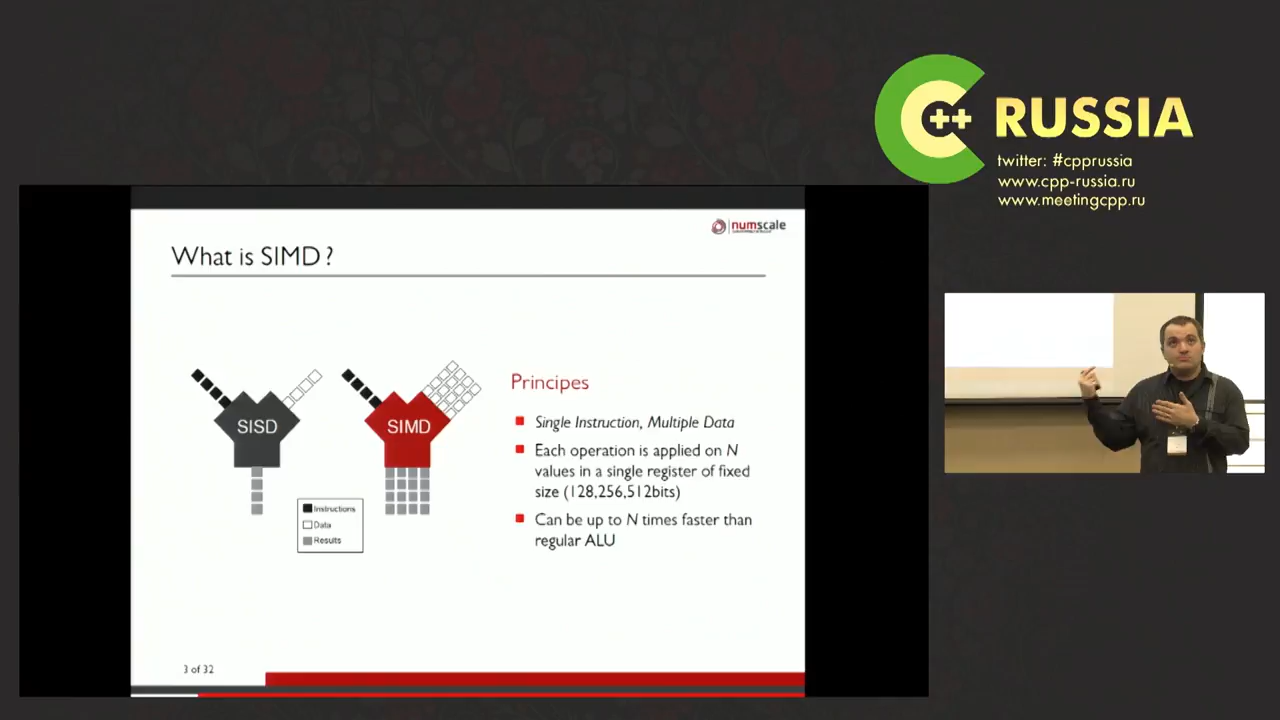 C++ RUSSIA
twitter: #cpprussia
www.cpp-russia.ru
www.meetingcpp.ru
numscale
What is SIMD ?
SISD
SIMD
Instructions
Data
Results
Principes
Single Instruction, Multiple Data
Each operation is applied on N
values in a single register of fixed
size (128,256,512bits)
Can be up to N times faster than
regular ALU
3 of 32